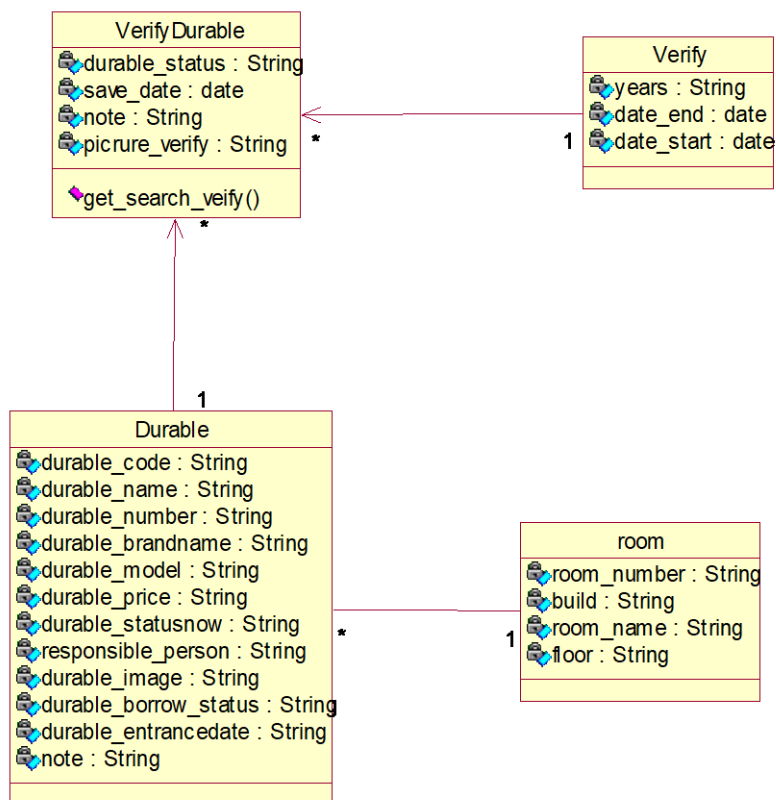 VerifyDurable
durable_status : String
save_date : date
note : String
picrure_verify : String
get_search_veify()
*
Verify
years : String
date_end : date
date_start : date
*
1
1
Durable
durable_code : String
durable_name : String
durable_number : String
durable_brandname : String
durable_model : String
durable_price : String
durable_statusnow : String
responsible_person : String
durable_image : String
durable_borrow_status : String
durable_entrancedate : String
note : String
*
1
room
room_number : String
build : String
room_name : String
floor : String